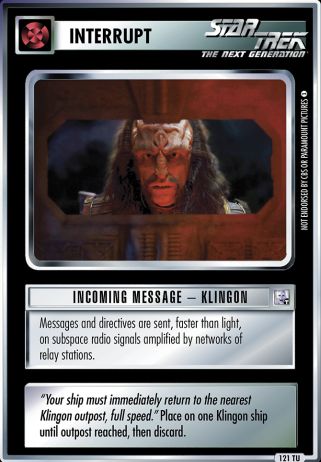 INTERRUPT
STAR TREK
THE NEXT GENERATION®
NOT ENDORSED BY CBS OR PARAMOUNT PICTURES
INCOMING MESSAGE – KLINGON
Messages and directives are sent, faster than light,
on subspace radio signals amplified by networks of
relay stations.
"Your ship must immediately return to the nearest
Klingon outpost, full speed." Place on one Klingon ship
until outpost reached, then discard.
121 TU